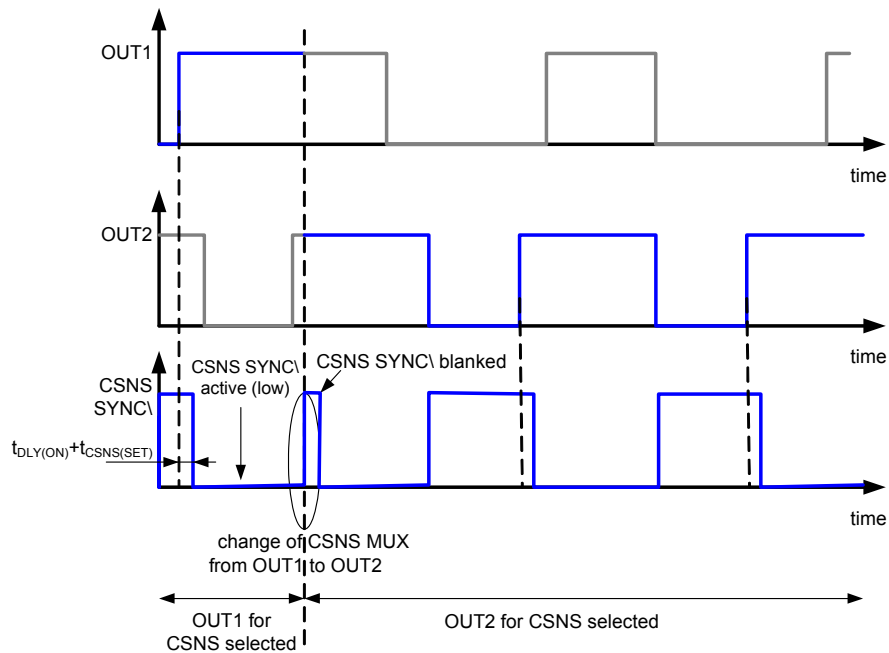 OUT1
time
OUT2
time
CSNS SYNC\
active (low)
CSNS SYNC\ blanked
CSNS
SYNC\
tDLY(ON)+tCSNS(SET)
time
change of CSNS MUX
from OUT1 to OUT2
OUT1 for
CSNS selected
OUT2 for CSNS selected